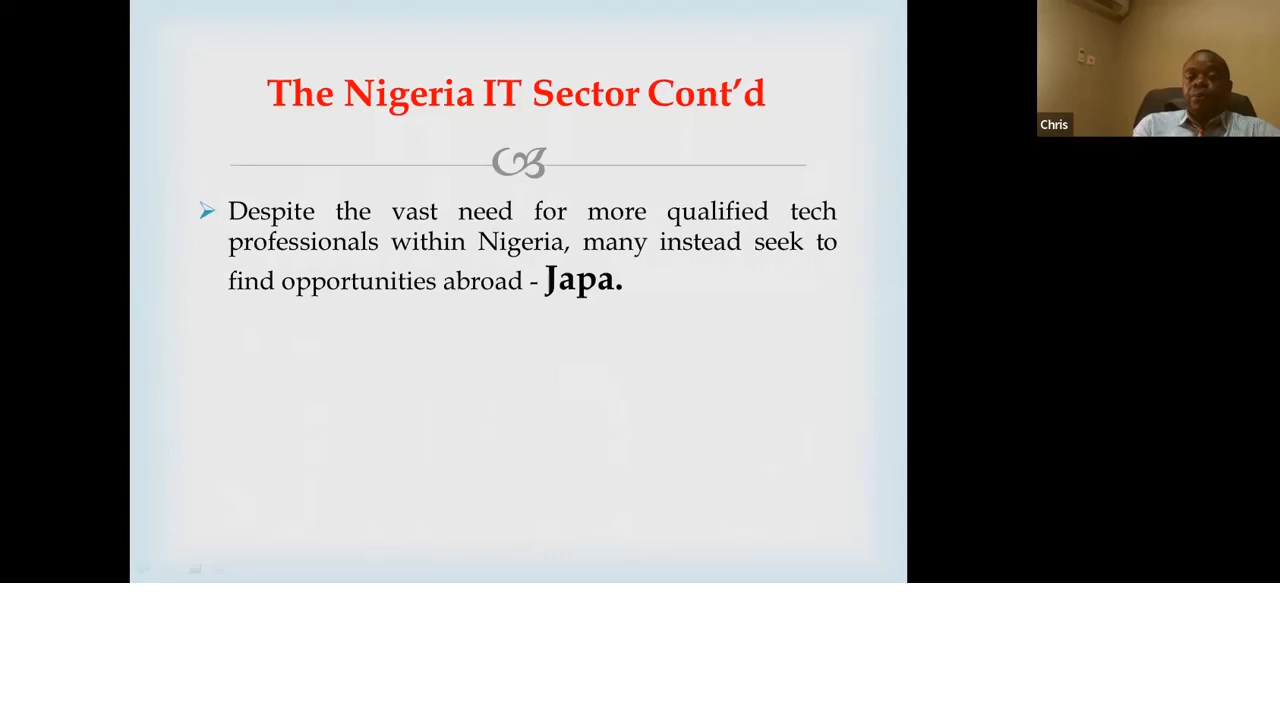 The Nigeria IT Sector Cont’d
Despite the vast need for more qualified tech
professionals within Nigeria, many instead seek to
find opportunities abroad - Japa.
Chris